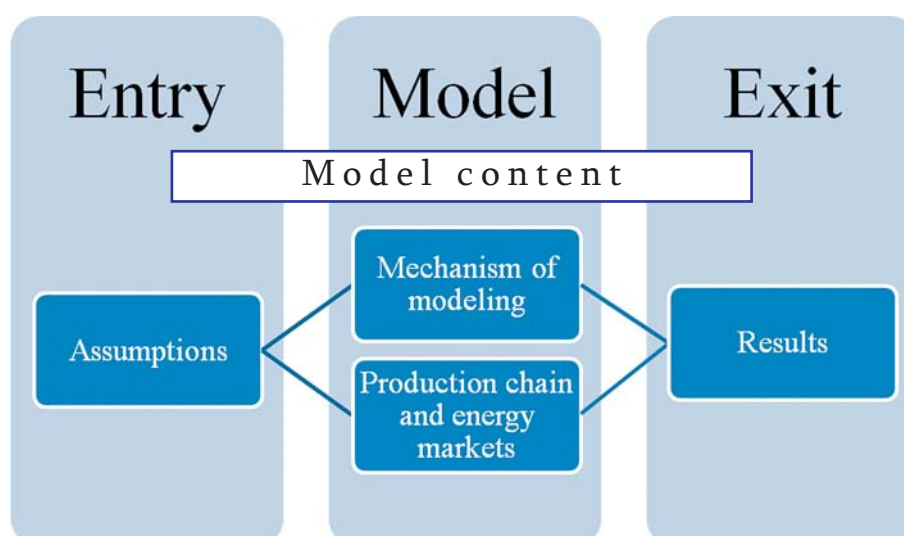 Entry
Model
Exit
Model content
Assumptions
Mechanism of
modeling
Production chain
and energy
markets
Results